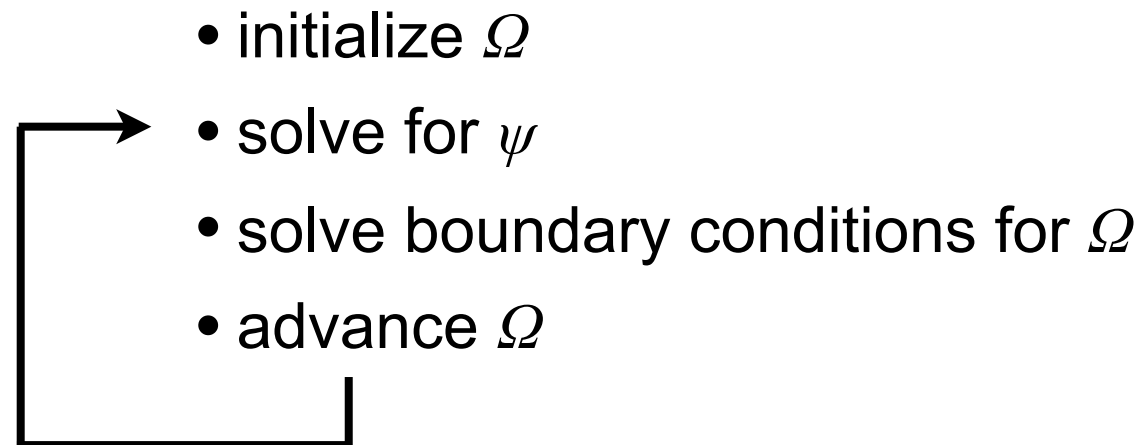 • initialize Ω
• solve for ψ
• solve boundary conditions for Ω
• advance Ω